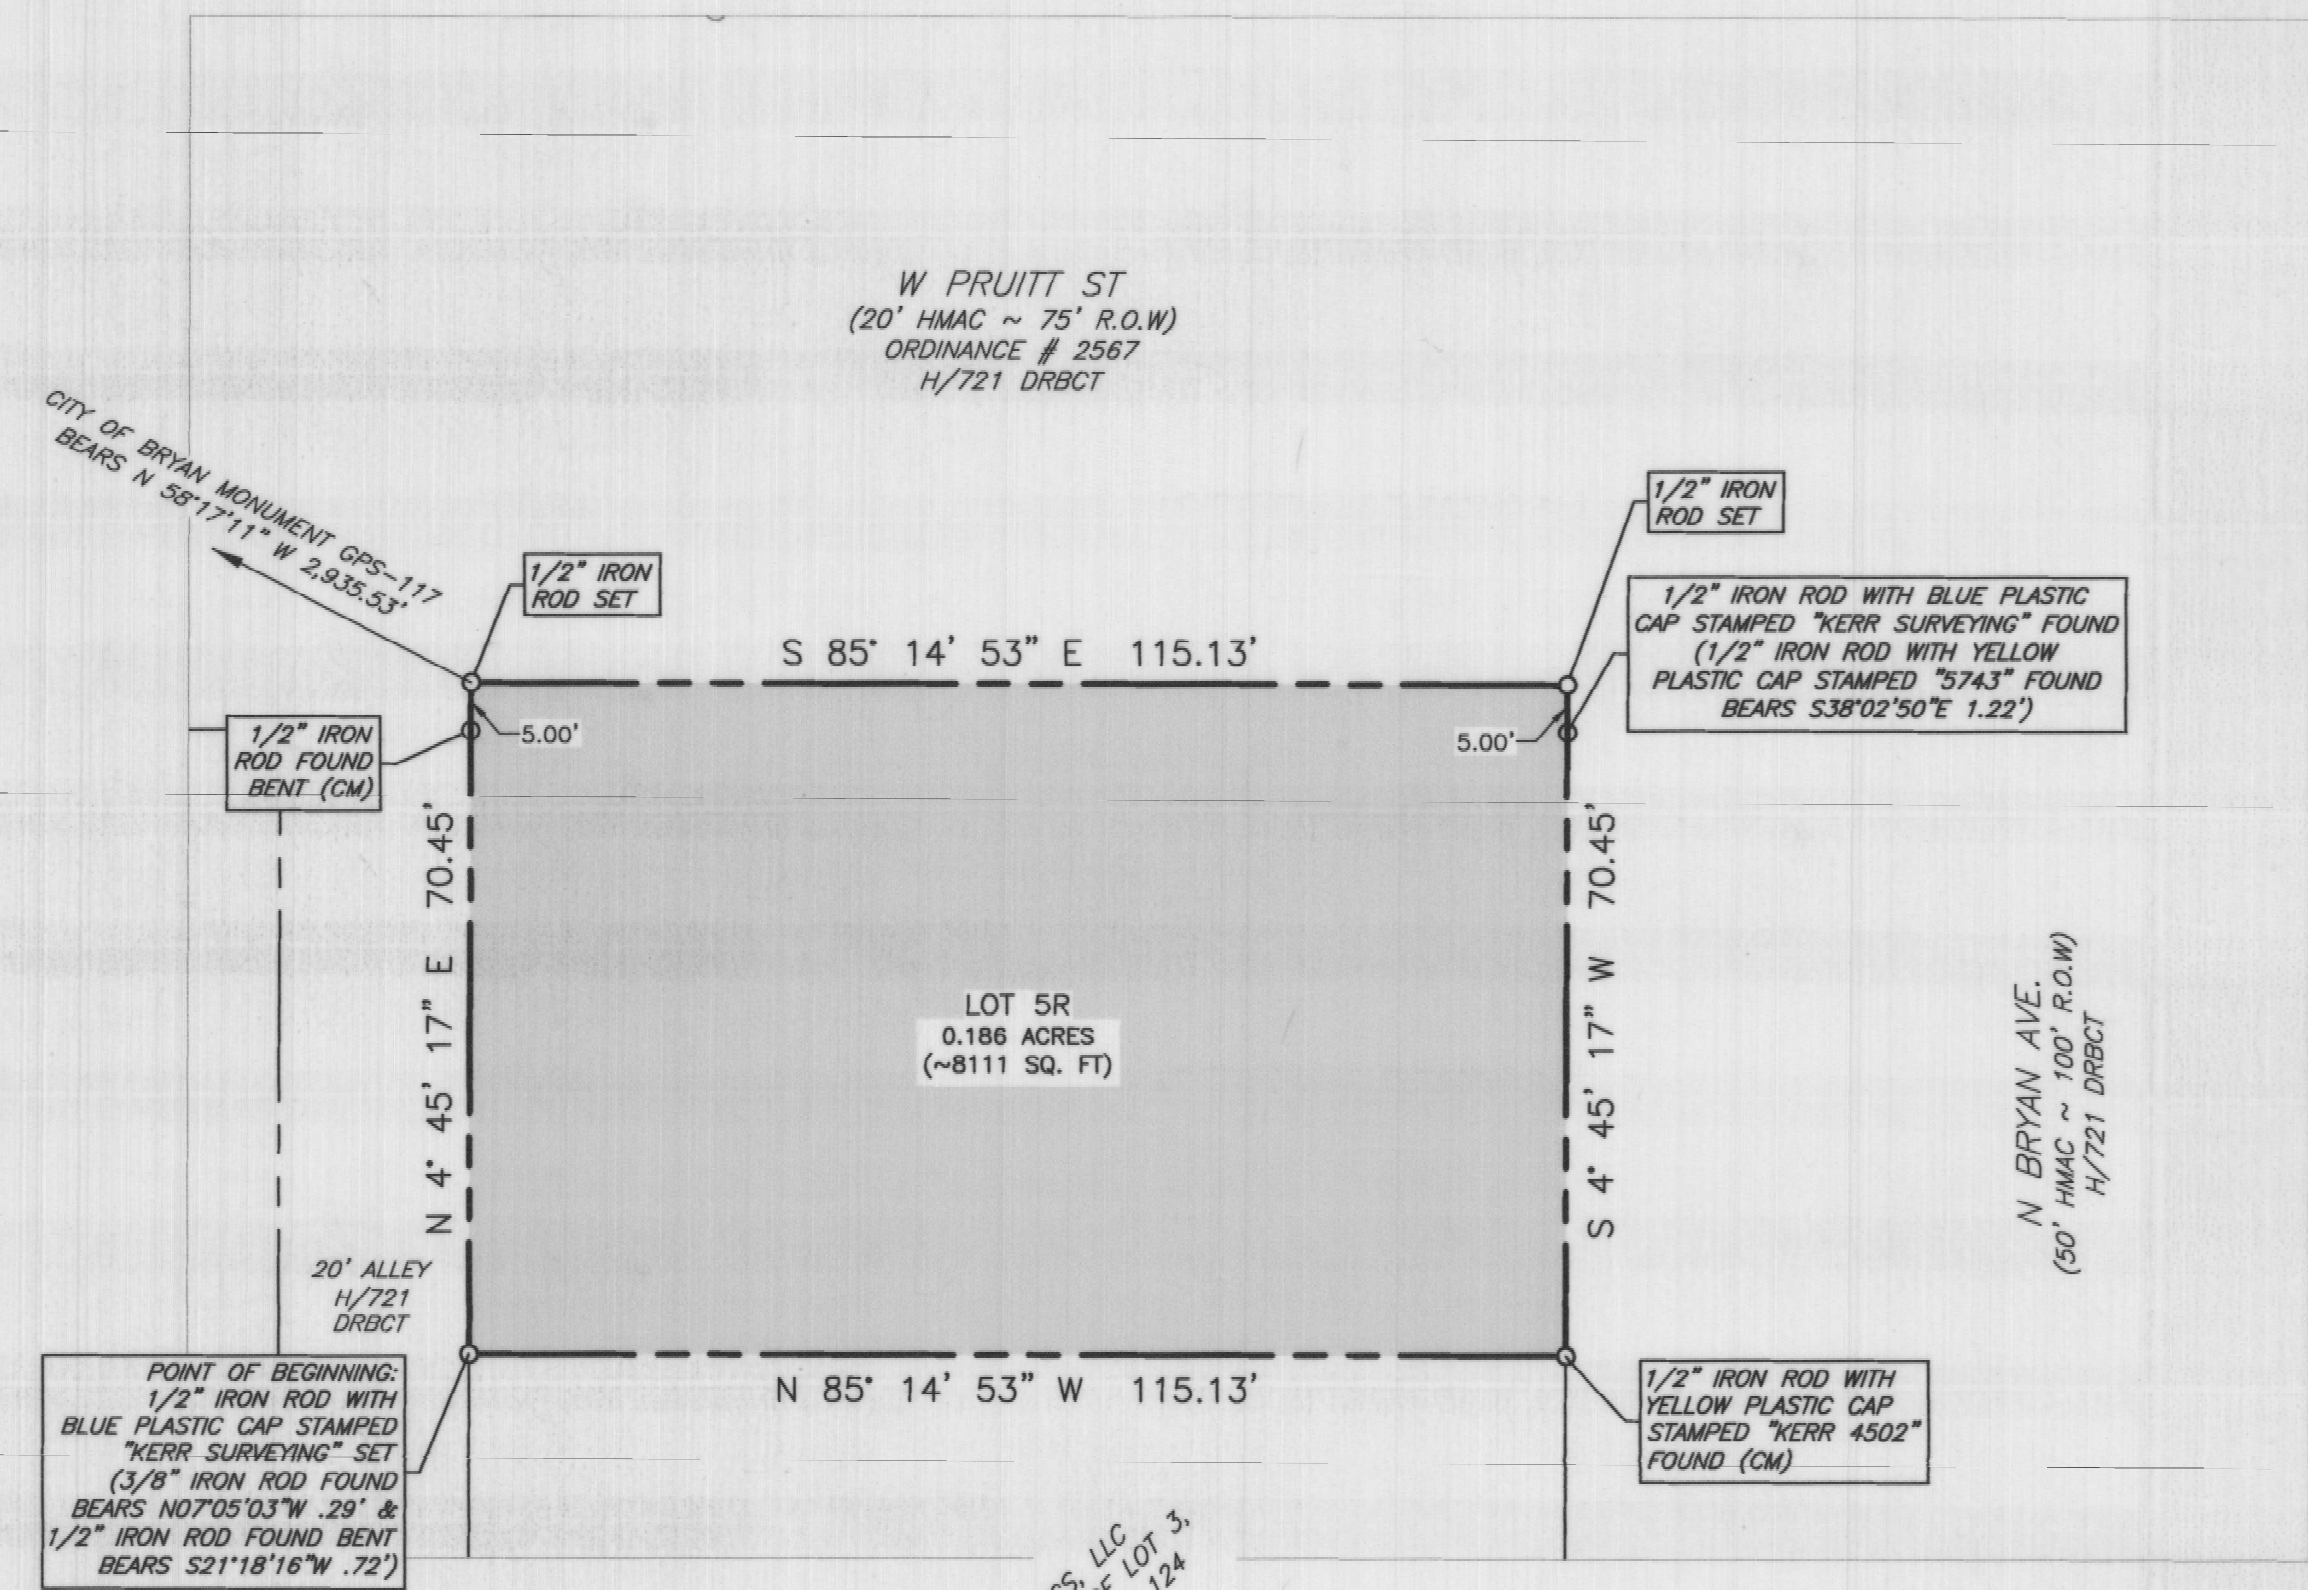 W PRUITT ST
(20' HMAC ~ 75' R.O.W)
ORDINANCE # 2567
H/721 DRBCT
CITY OF BRYAN MONUMENT GPS-117
BEARS N 58°17'11" W 2,935.53'
1/2" IRON
ROD SET
1/2" IRON
ROD SET
1/2" IRON ROD WITH BLUE PLASTIC
CAP STAMPED "KERR SURVEYING" FOUND
(1/2" IRON ROD WITH YELLOW
PLASTIC CAP STAMPED "5743" FOUND
BEARS S38°02'50"E 1.22')
S 85° 14' 53" E 115.13'
1/2" IRON
ROD FOUND
BENT (CM)
5.00'
5.00'
N 4° 45' 17" E 70.45'
S 4° 45' 17" W 70.45'
LOT 5R
0.186 ACRES
(~8111 SQ. FT)
N BRYAN AVE.
(50' HMAC ~ 100' R.O.W)
H/721 DRBCT
20' ALLEY
H/721
DRBCT
N 85° 14' 53" W 115.13'
POINT OF BEGINNING:
1/2" IRON ROD WITH
BLUE PLASTIC CAP STAMPED
"KERR SURVEYING" SET
(3/8" IRON ROD FOUND
BEARS N07°05'03"W .29' &
1/2" IRON ROD FOUND BENT
BEARS S21°18'16"W .72')
1/2" IRON ROD WITH
YELLOW PLASTIC CAP
STAMPED "KERR 4502"
FOUND (CM)
LLC
LOT 3,
124